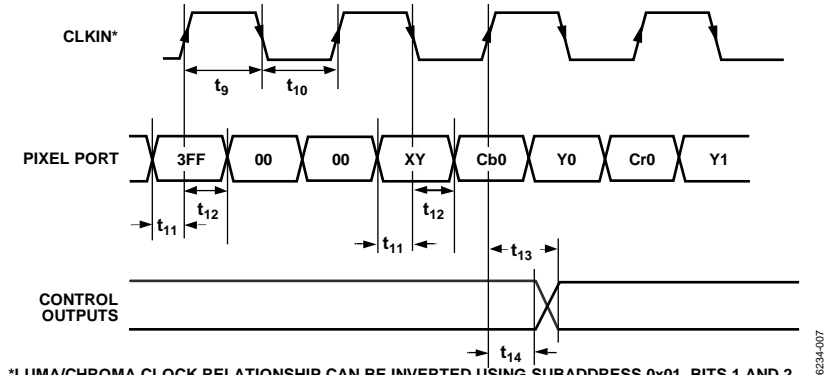 CLKIN*
t9 t10
PIXEL PORT 3FF 00 00 XY Cb0 Y0 Cr0 Y1
t12 t12
t11 t11 t13
CONTROL
OUTPUTS
t14
*LUMA/CHROMA CLOCK RELATIONSHIP CAN BE INVERTED USING SUBADDRESS 0x01, BITS 1 AND 2.
6234-007